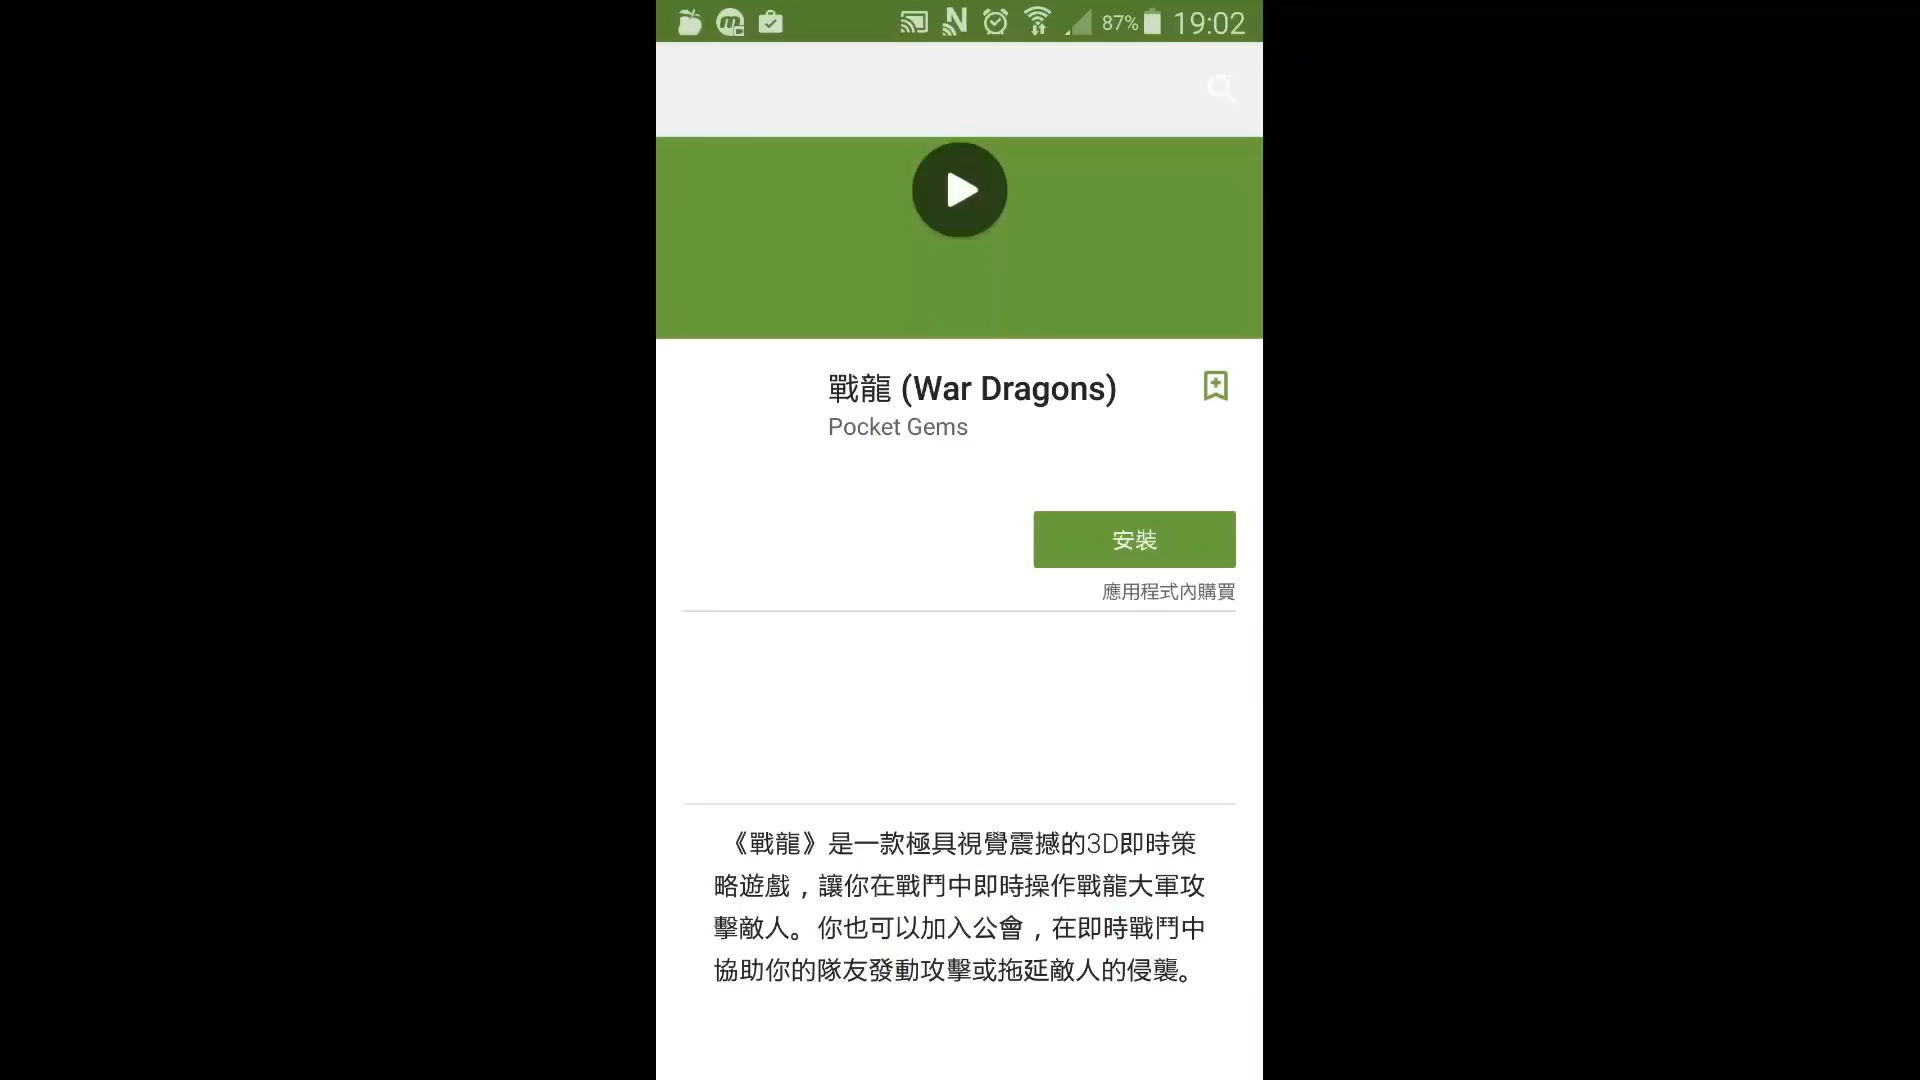 87% 19:02
戰龍 (War Dragons)
Pocket Gems
安裝
應用程式內購買
《戰龍》是一款極具視覺震撼的3D即時策
略遊戲，讓你在戰鬥中即時操作戰龍大軍攻
擊敵人。你也可以加入公會，在即時戰鬥中
協助你的隊友發動攻擊或拖延敵人的侵襲。